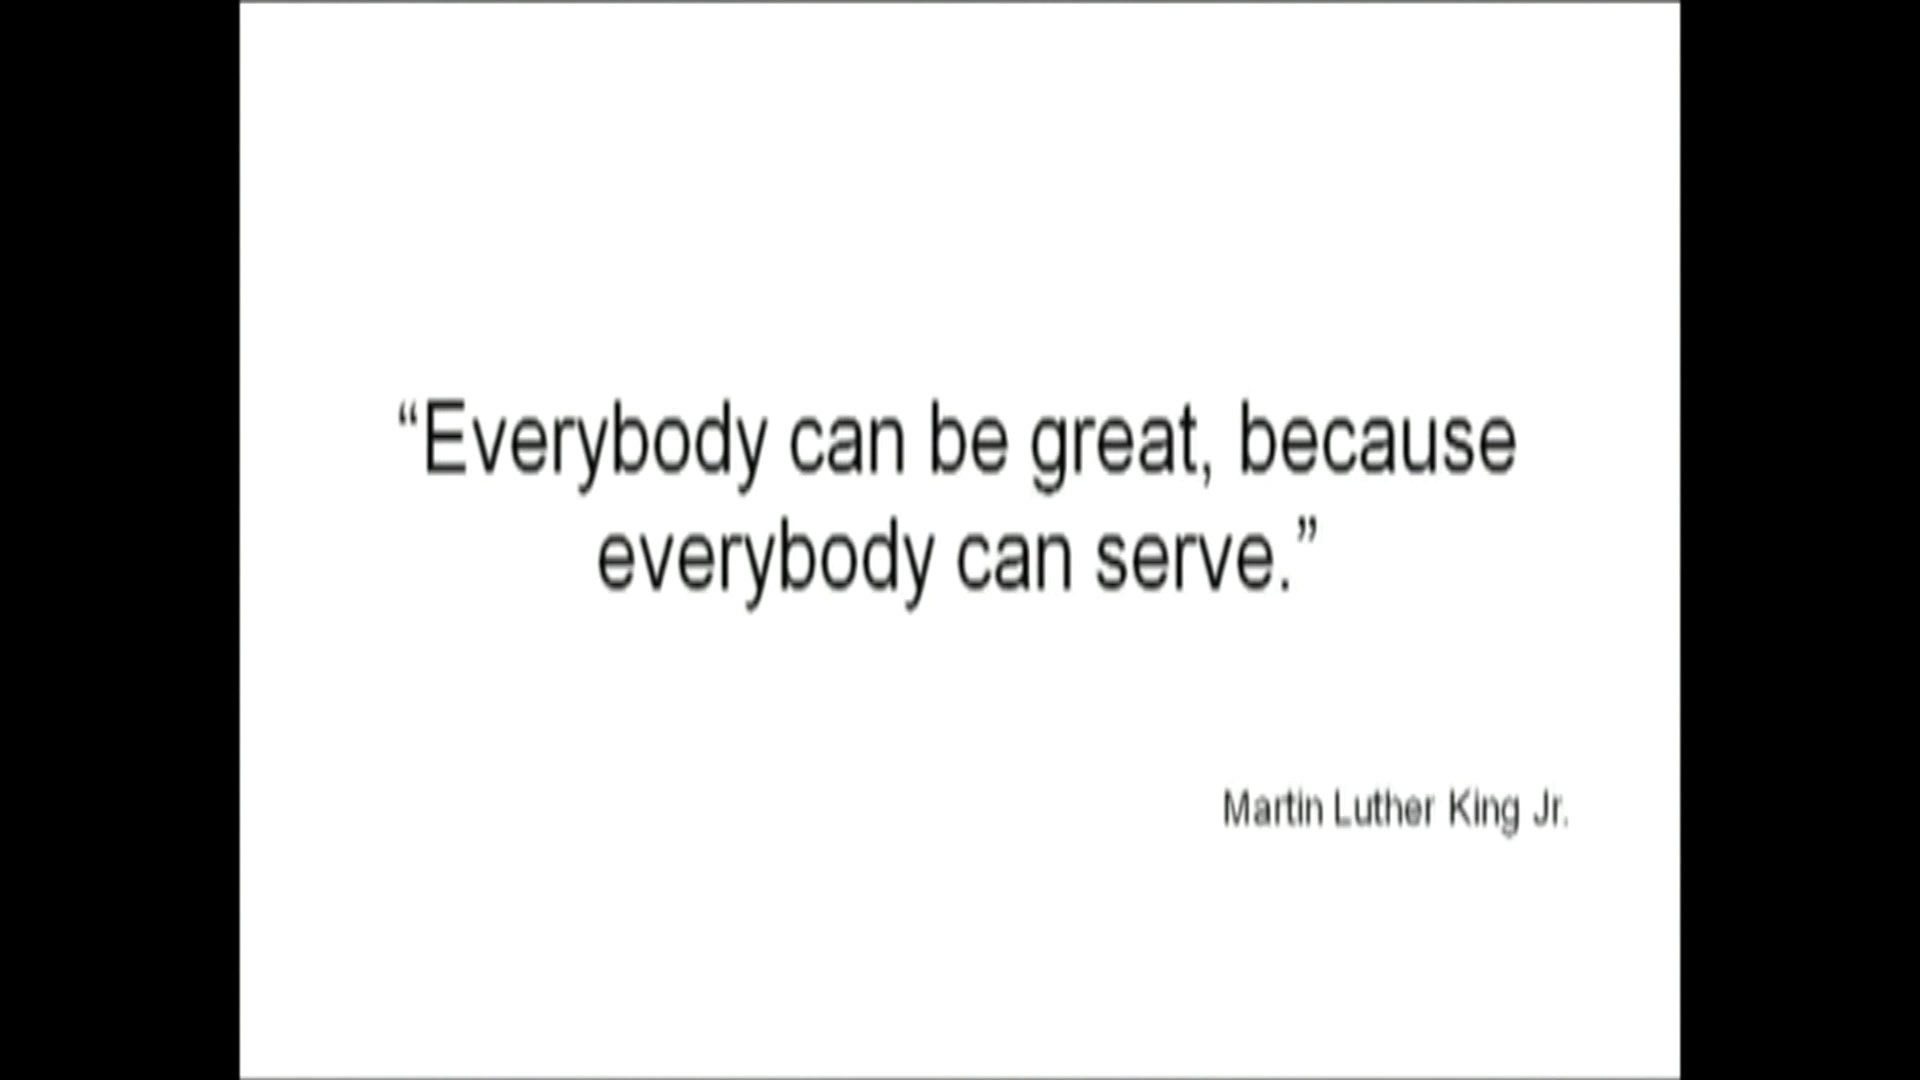 “Everybody can be great, because
everybody can serve.”
Martin Luther King Jr.